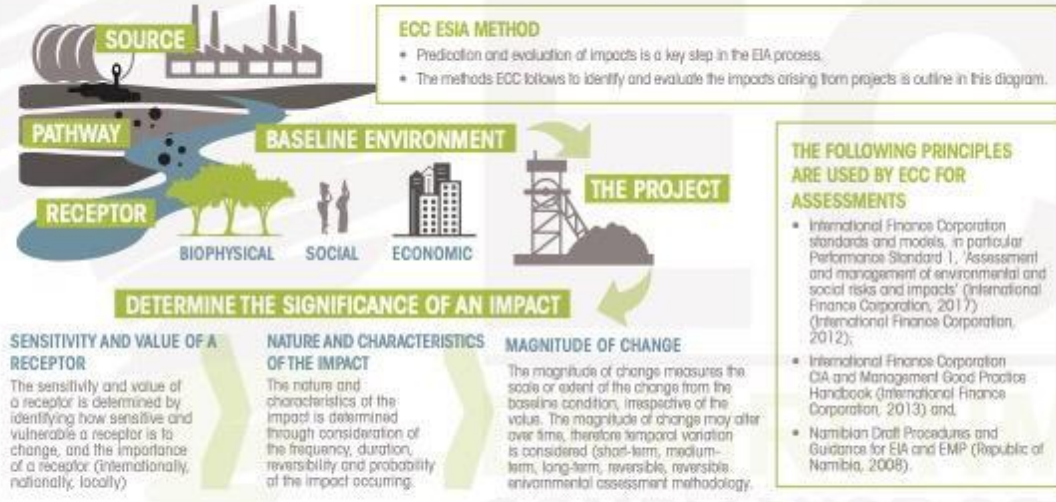 SOURCE
ECC ESIA METHOD
• Predication and evaluation of impacts is a key step in the EIA process.
• The methods ECC follows to identify and evaluate the impacts arising from projects is outline in this diagram.
PATHWAY
BASELINE ENVIRONMENT
RECEPTOR
BIOPHYSICAL
SOCIAL
ECONOMIC
THE PROJECT
THE FOLLOWING PRINCIPLES
ARE USED BY ECC FOR
ASSESSMENTS
• International Finance Corporation
standards and models, in particular
Performance Standard 1, 'Assessment
and management of environmental and
social risks and impacts' (International
Finance Corporation, 2017)
(International Finance Corporation,
2012);
• International Finance Corporation
CIA and Management Good Practice
Handbook (International Finance
Corporation, 2013) and,
• Namibian Draft Procedures and
Guidance for EIA and EMP (Republic of
Namibia, 2008).
DETERMINE THE SIGNIFICANCE OF AN IMPACT
SENSITIVITY AND VALUE OF A
RECEPTOR
The sensitivity and value of
a receptor is determined by
identifying how sensitive and
vulnerable a receptor is to
change, and the importance
of a receptor (internationally,
nationally, locally)
NATURE AND CHARACTERISTICS
OF THE IMPACT
The nature and
characteristics of the
impact is determined
through consideration of
the frequency, duration,
reversibility and probability
of the impact occurring.
MAGNITUDE OF CHANGE
The magnitude of change measures the
scale or extent of the change from the
baseline condition, irrespective of the
value. The magnitude of change may alter
over time, therefore temporal variation
is considered (short-term, medium-
term, long-term, reversible, reversible
environmental assessment methodology.